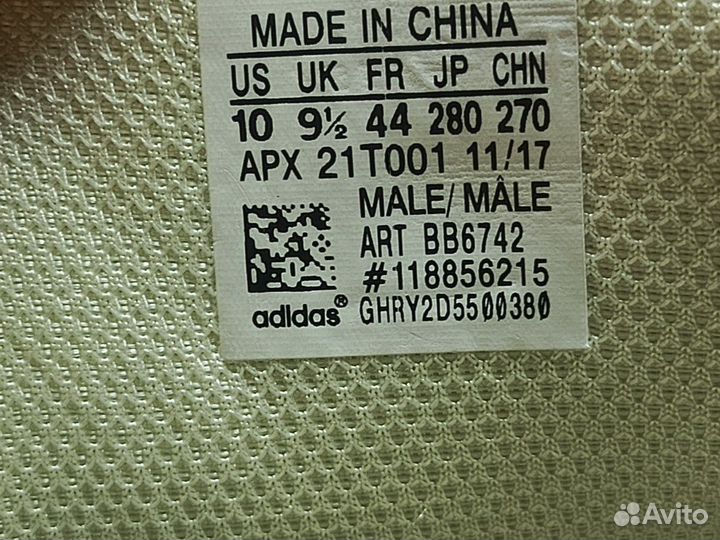 MADE IN CHINA
US UK FR JP CHN
10 9½ 44 280 270
APX 21T001 11/17
MALE/MÂLE
ART BB6742
#118856215
adidas® GHRY2D5500380
Avito